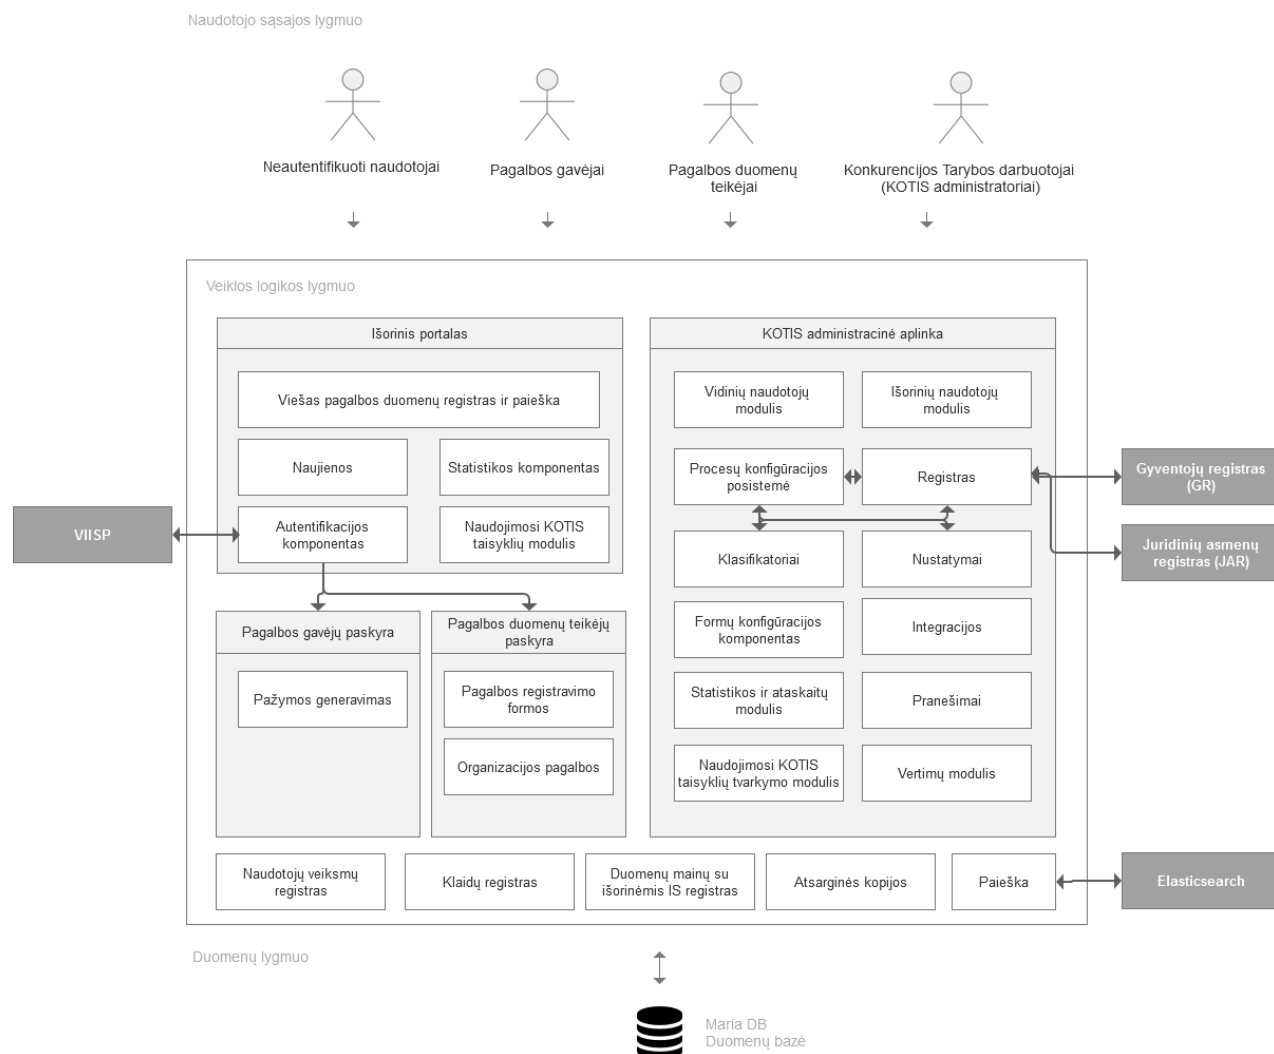 Naudotojo sąsajos lygmuo
Neautentifikuoti naudotojai
Pagalbos gavėjai
Pagalbos duomenų
teikėjai
Konkurencijos Tarybos darbuotojai
(KOTIS administratoriai)
Veiklos logikos lygmuo
Išorinis portalas
Viešas pagalbos duomenų registras ir paieška
Naujienos
Statistikos komponentas
Autentifikacijos
komponentas
Naudojimosi KOTIS
taisyklių modulis
VIISP
Pagalbos gavėjų paskyra
Pažymos generavimas
Pagalbos duomenų teikėjų
paskyra
Pagalbos registravimo
formos
Organizacijos pagalbos
KOTIS administracinė aplinka
Vidinių naudotojų
modulis
Išorinių naudotojų
modulis
Procesų konfigūracijos
posistemė
Registras
Klasifikatoriai
Nustatymai
Formų konfigūracijos
komponentas
Integracijos
Statistikos ir ataskaitų
modulis
Pranešimai
Naudojimosi KOTIS
taisyklių tvarkymo modulis
Vertimų modulis
Gyventojų registras
(GR)
Juridinių asmenų
registras (JAR)
Naudotojų veiksmų
registras
Klaidų registras
Duomenų mainų su
išorinėmis IS registras
Atsarginės kopijos
Paieška
Elasticsearch
Duomenų lygmuo
Maria DB
Duomenų bazė